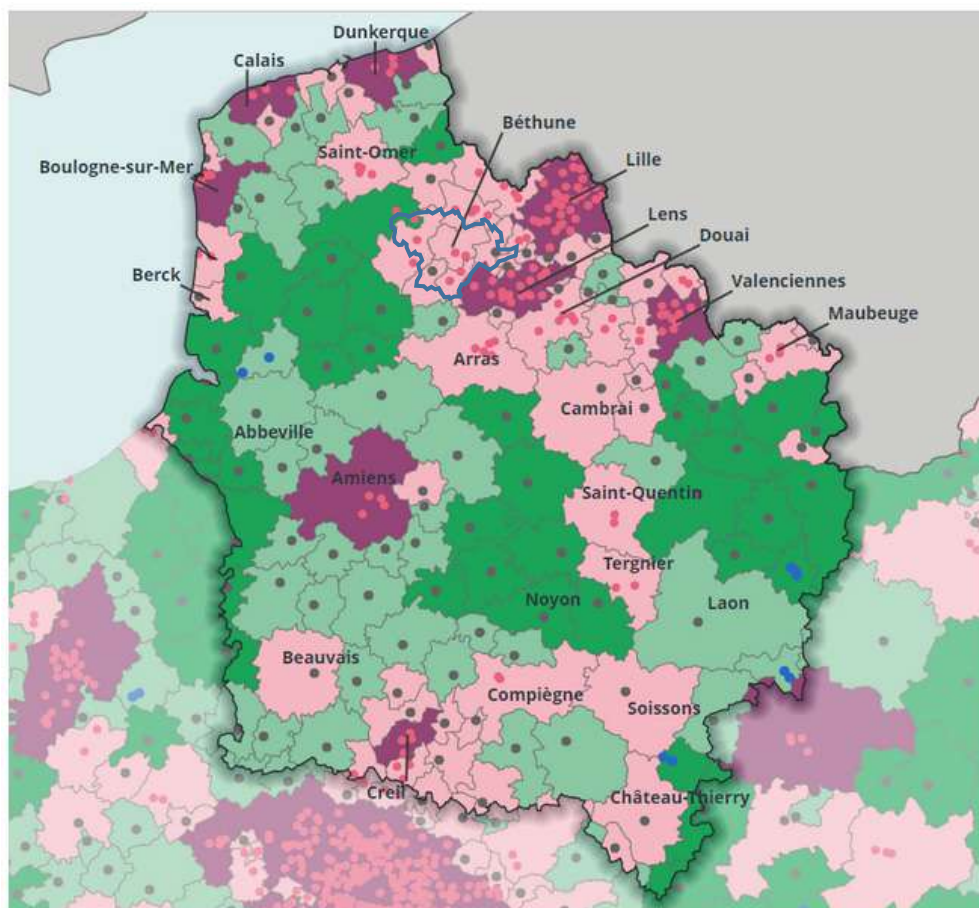 Dunkerque
Calais
Béthune
Saint-Omer
Lille
Boulogne-sur-Mer
Lens
Douai
Berck
Valenciennes
Maubeuge
Arras
Cambrai
Abbeville
Amiens
Saint-Quentin
Tergnier
Noyon
Laon
Beauvais
Compiègne
Soissons
Creil
Château-Thierry